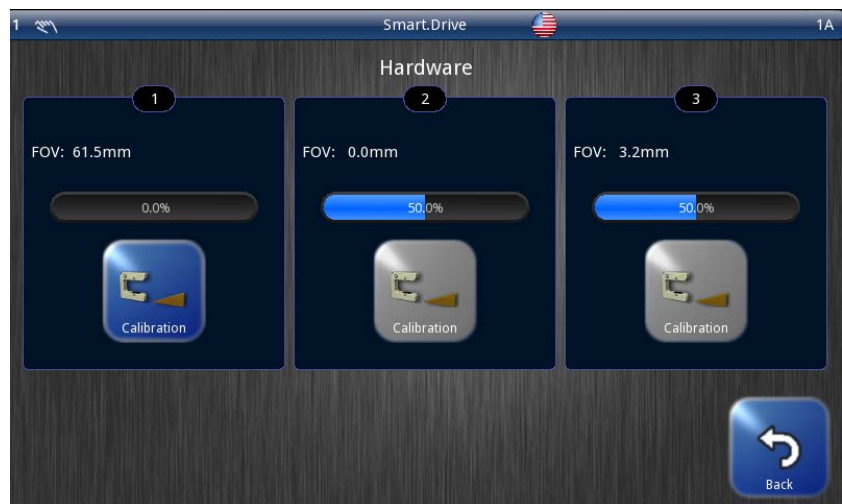 1 Smart.Drive 1A
Hardware
1 2 3
FOV: 61.5mm FOV: 0.0mm FOV: 3.2mm
0.0% 50.0% 50.0%
Calibration Calibration Calibration
Back